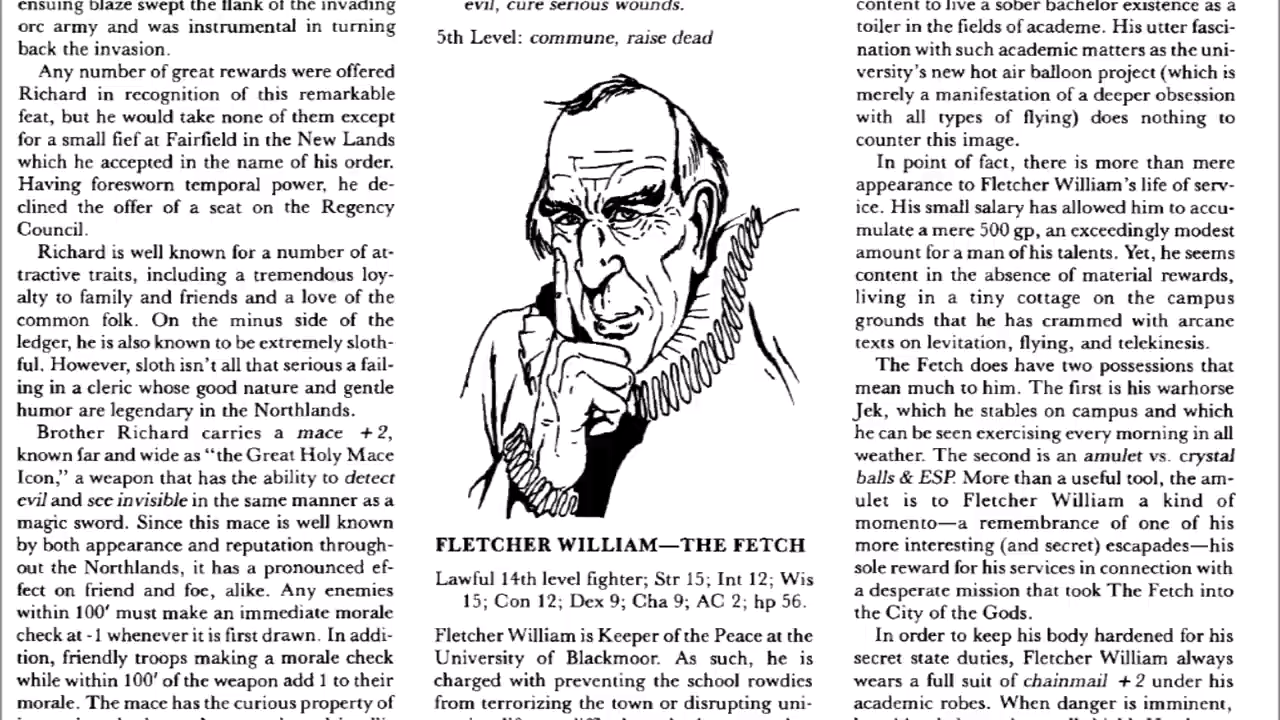 ensuing blaze swept the flank of the invading
orc army and was instrumental in turning
back the invasion.
Any number of great rewards were offered
Richard in recognition of this remarkable
feat, but he would take none of them except
for a small fief at Fairfield in the New Lands
which he accepted in the name of his order.
Having foresworn temporal power, he de-
clined the offer of a seat on the Regency
Council.
Richard is well known for a number of at-
tractive traits, including a tremendous loy-
alty to family and friends and a love of the
common folk. On the minus side of the
ledger, he is also known to be extremely sloth-
ful. However, sloth isn't all that serious a fail-
ing in a cleric whose good nature and gentle
humor are legendary in the Northlands.
Brother Richard carries a mace +2,
known far and wide as "the Great Holy Mace
Icon," a weapon that has the ability to detect
evil and see invisible in the same manner as a
magic sword. Since this mace is well known
by both appearance and reputation through-
out the Northlands, it has a pronounced ef-
fect on friend and foe, alike. Any enemies
within 100' must make an immediate morale
check at -1 whenever it is first drawn. In addi-
tion, friendly troops making a morale check
while within 100' of the weapon add 1 to their
morale. The mace has the curious property of
evil, cure serious wounds.
5th Level: commune, raise dead
FLETCHER WILLIAM—THE FETCH
Lawful 14th level fighter; Str 15; Int 12; Wis
15; Con 12; Dex 9; Cha 9; AC 2; hp 56.
Fletcher William is Keeper of the Peace at the
University of Blackmoor. As such, he is
charged with preventing the school rowdies
from terrorizing the town or disrupting uni-
content to live a sober bachelor existence as a
toiler in the fields of academe. His utter fasci-
nation with such academic matters as the uni-
versity's new hot air balloon project (which is
merely a manifestation of a deeper obsession
with all types of flying) does nothing to
counter this image.
In point of fact, there is more than mere
appearance to Fletcher William's life of serv-
ice. His small salary has allowed him to accu-
mulate a mere 500 gp, an exceedingly modest
amount for a man of his talents. Yet, he seems
content in the absence of material rewards,
living in a tiny cottage on the campus
grounds that he has crammed with arcane
texts on levitation, flying, and telekinesis.
The Fetch does have two possessions that
mean much to him. The first is his warhorse
Jek, which he stables on campus and which
he can be seen exercising every morning in all
weather. The second is an amulet vs. crystal
balls & ESP. More than a useful tool, the am-
ulet is to Fletcher William a kind of
momento—a remembrance of one of his
more interesting (and secret) escapades—his
sole reward for his services in connection with
a desperate mission that took The Fetch into
the City of the Gods.
In order to keep his body hardened for his
secret state duties, Fletcher William always
wears a full suit of chainmail +2 under his
academic robes. When danger is imminent,